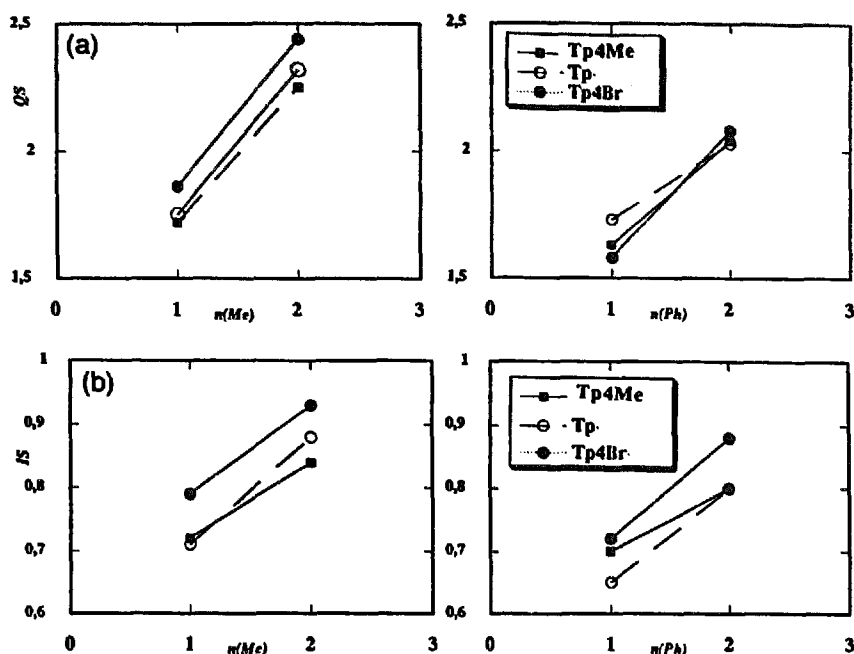 (a)
QS
2,5
2
1,5
0 1 2 3
n(Me)
2,5
2
1,5
Tp4Me
Tp.
Tp4Br
0 1 2 3
n(Ph)
(b)
IS
1
0,9
0,8
0,7
0,6
0 1 2 3
n(Me)
1
0,9
0,8
0,7
0,6
Tp4Me
Tp.
Tp4Br
0 1 2 3
n(Ph)